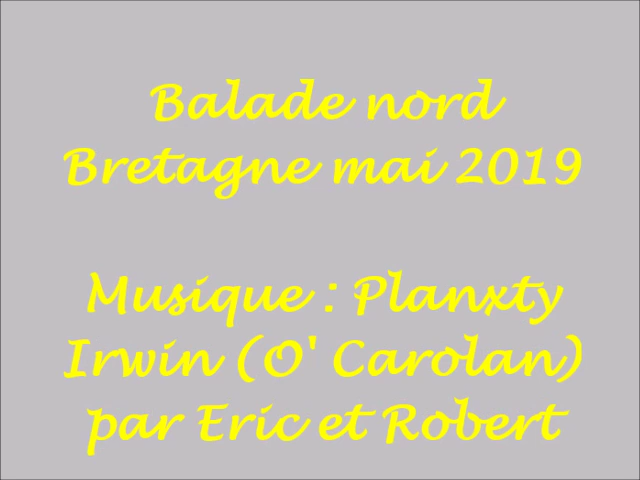 Balade nord
Bretagne mai 2019
Musique : Planxty
Irwin (O' Carolan)
par Eric et Robert